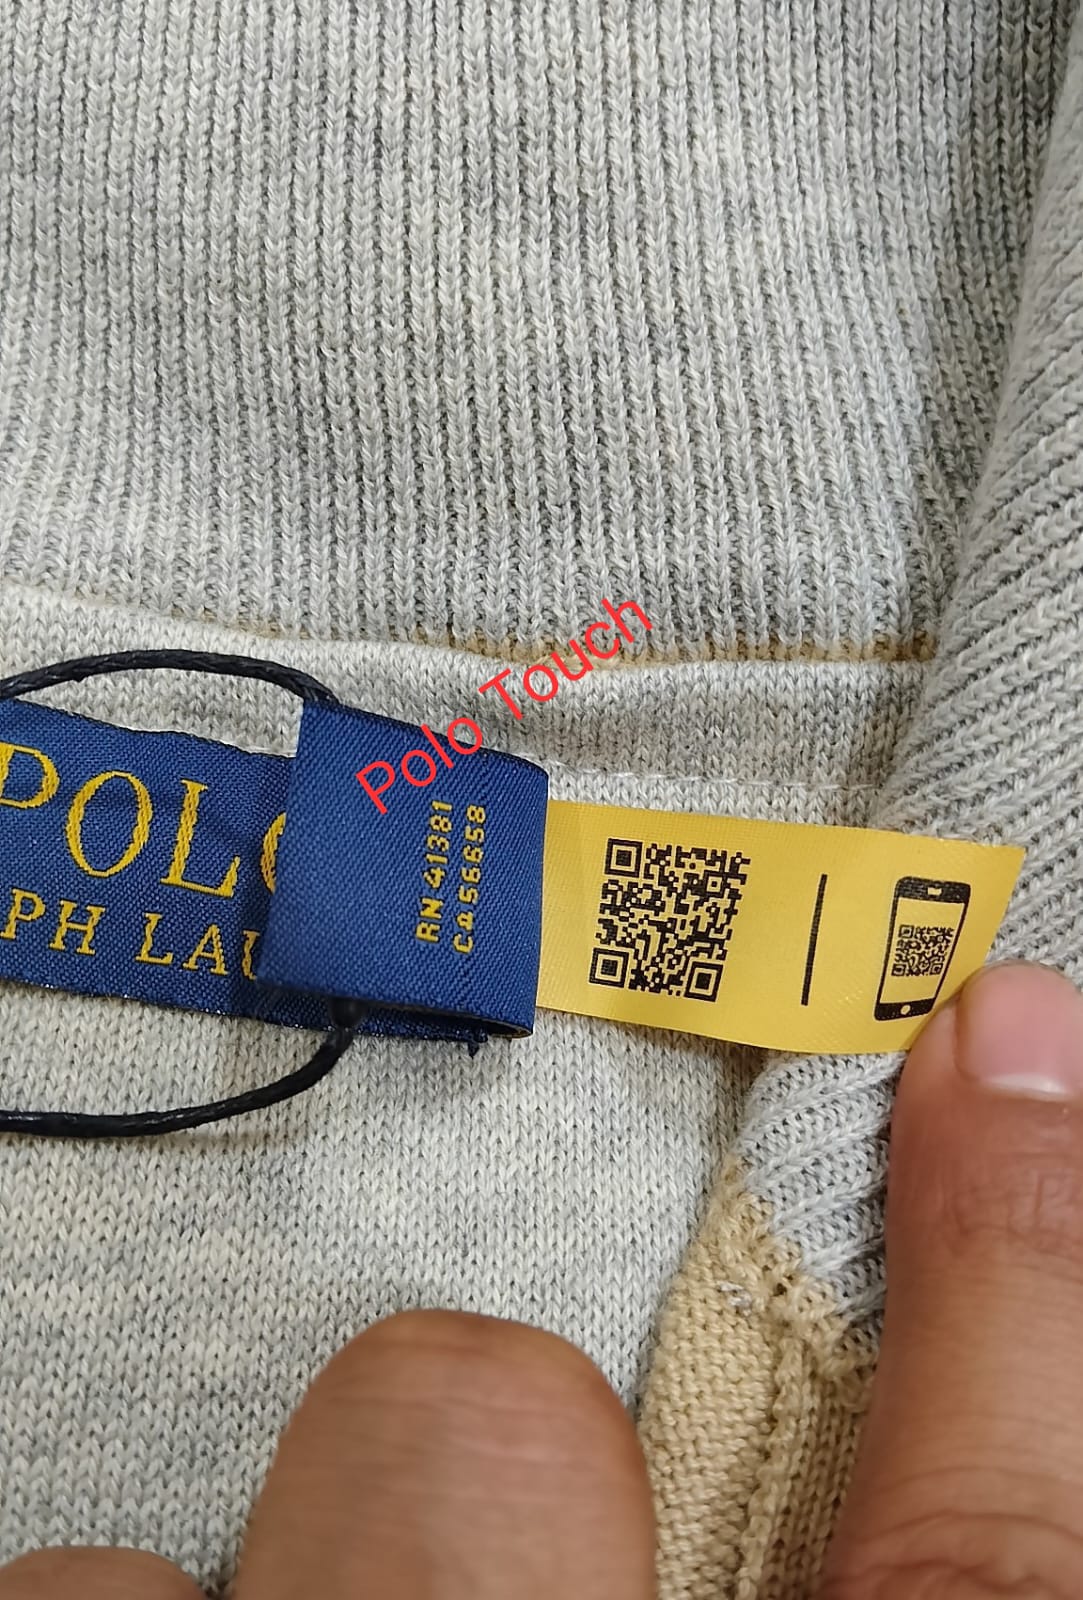 Polo Touch
POLO
PH LAU
RN 41381
CA56658